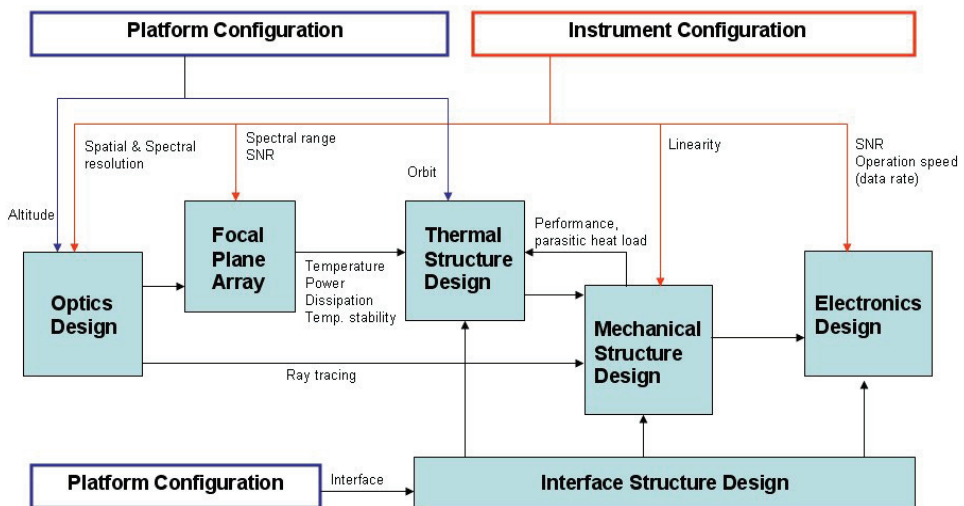 Platform Configuration
Instrument Configuration
Spatial & Spectral
resolution
Spectral range
SNR
Orbit
Linearity
SNR
Operation speed
(data rate)
Altitude
Focal
Plane
Array
Thermal
Structure
Design
Performance,
parasitic heat load
Optics
Design
Temperature
Power
Dissipation
Temp. stability
Mechanical
Structure
Design
Electronics
Design
Ray tracing
Platform Configuration
Interface
Interface Structure Design